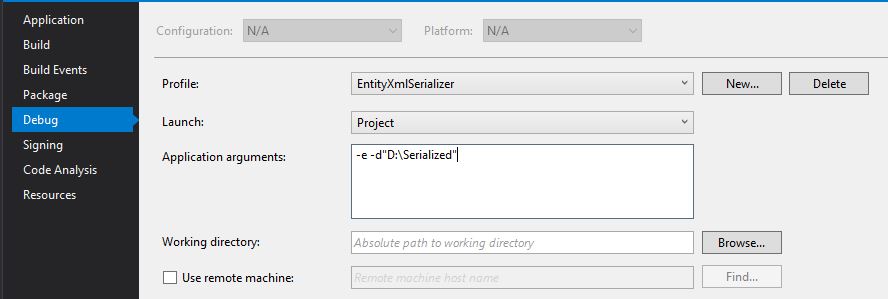 Application
Build
Build Events
Package
Debug
Signing
Code Analysis
Resources
Configuration: N/A Platform: N/A
Profile: EntityXmlSerializer New... Delete
Launch: Project
Application arguments: -e -d"D:\Serialized"
Working directory: Absolute path to working directory Browse...
Use remote machine: Remote machine host name Find...